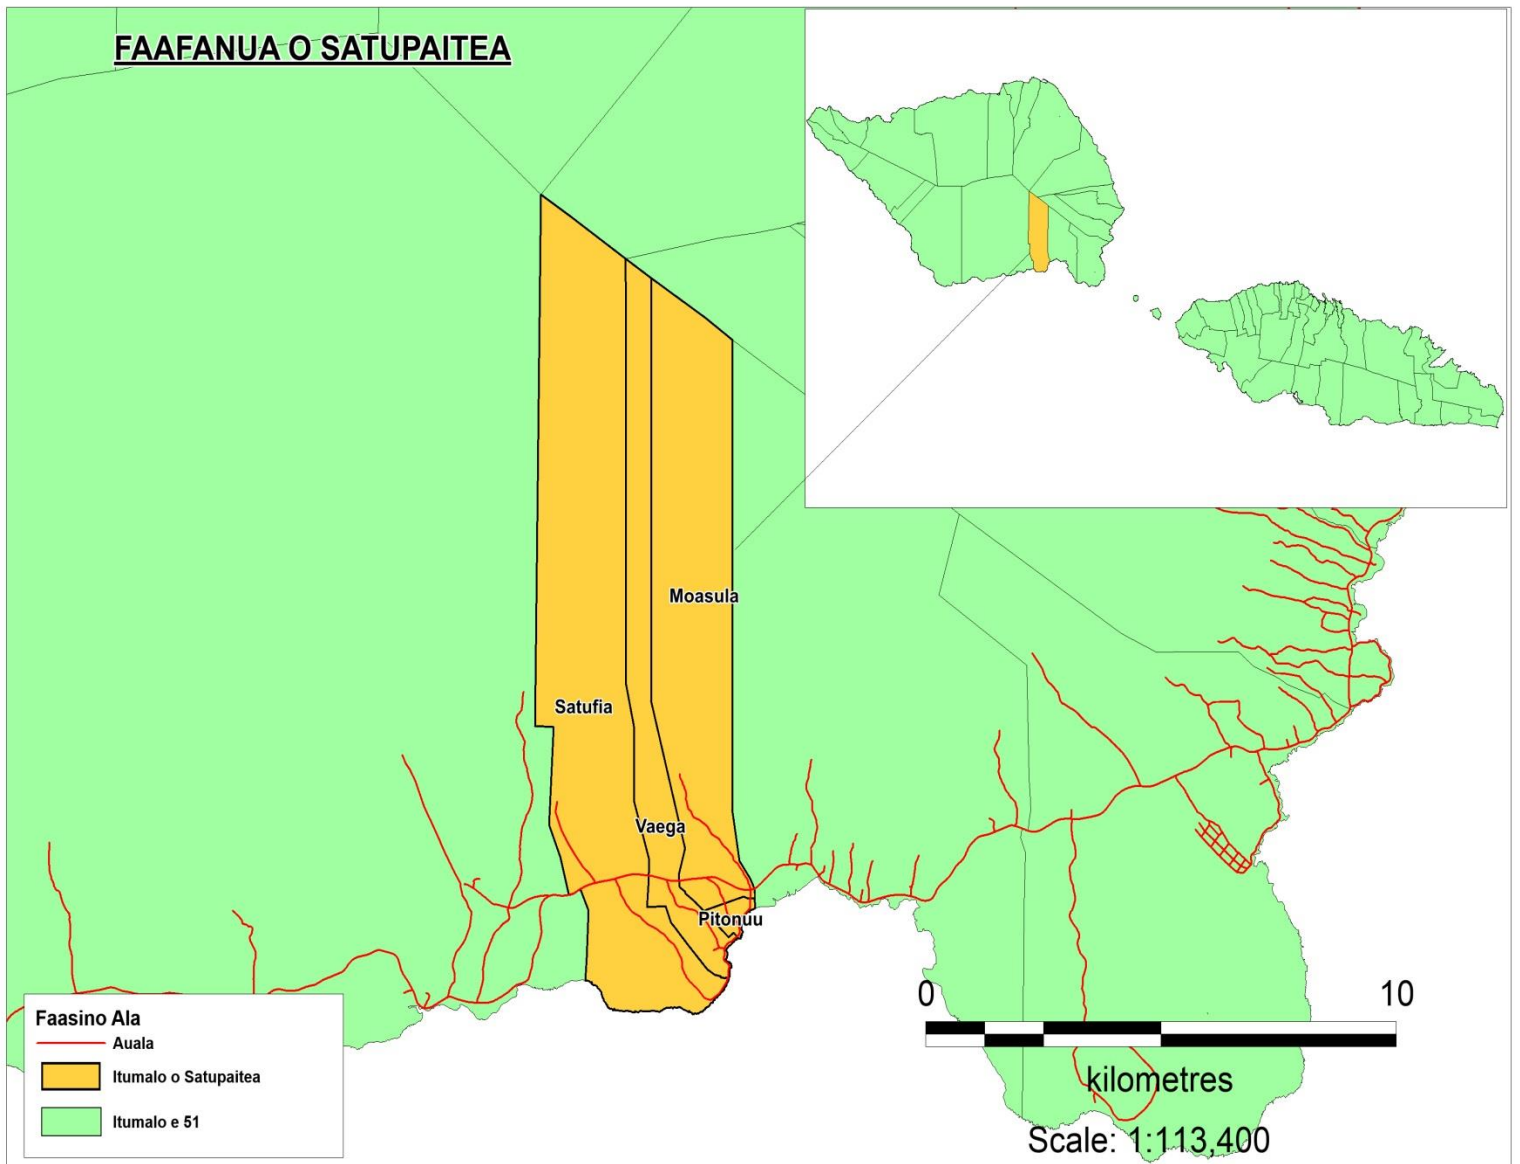 FAAFANUA O SATUPAITEA
Moasula
Satufia
Vaega
Pitonuu
0 10
kilometres
Scale: 1:113,400
Faasino Ala
Auala
Itumalo o Satupaitea
Itumalo e 51